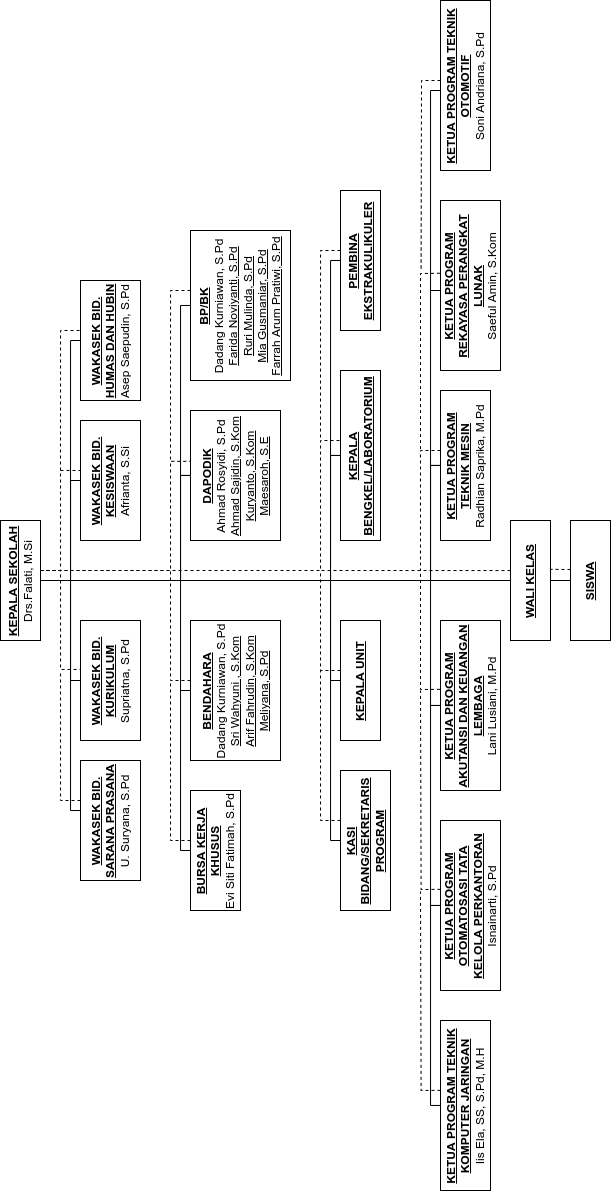 KEPALA SEKOLAH
Drs.Falati, M.Si
WAKASEK BID.
SARANA PRASANA
U. Suryana, S.Pd
WAKASEK BID.
KURIKULUM
Supriatna, S.Pd
WAKASEK BID.
KESISWAAN
Afrianta, S.Si
WAKASEK BID.
HUMAS DAN HUBIN
Asep Saepudin, S.Pd
BURSA KERJA
KHUSUS
Evi Siti Fatimah, S.Pd
BENDAHARA
Dadang Kurniawan, S.Pd
Sri Wahyuni , S.Kom
Arif Fahrudin, S.Kom
Meliyana, S.Pd
DAPODIK
Ahmad Rosyidi, S.Pd
Ahmad Sajidin, S.Kom
Kuryanto, S.Kom
Maesaroh, S.E
BP/BK
Dadang Kurniawan, S.Pd
Farida Noviyanti, S.Pd
Ruri Mulinda, S.Pd
Mia Gusmaniar, S.Pd
Farrah Arum Pratiwi, S.Pd
KASI
BIDANG/SEKRETARIS
PROGRAM
KEPALA UNIT
KEPALA
BENGKEL/LABORATORIUM
PEMBINA
EKSTRAKULIKULER
KETUA PROGRAM TEKNIK
KOMPUTER JARINGAN
Iis Ela, SS, S.Pd, M.H
KETUA PROGRAM
OTOMATOSASI TATA
KELOLA PERKANTORAN
Isnainarti, S.Pd
KETUA PROGRAM
AKUTANSI DAN KEUANGAN
LEMBAGA
Lani Lusiani, M.Pd
KETUA PROGRAM
TEKNIK MESIN
Radhian Saprika, M.Pd
KETUA PROGRAM
REKAYASA PERANGKAT
LUNAK
Saeful Amin, S.Kom
KETUA PROGRAM TEKNIK
OTOMOTIF
Soni Andriana, S.Pd
WALI KELAS
SISWA